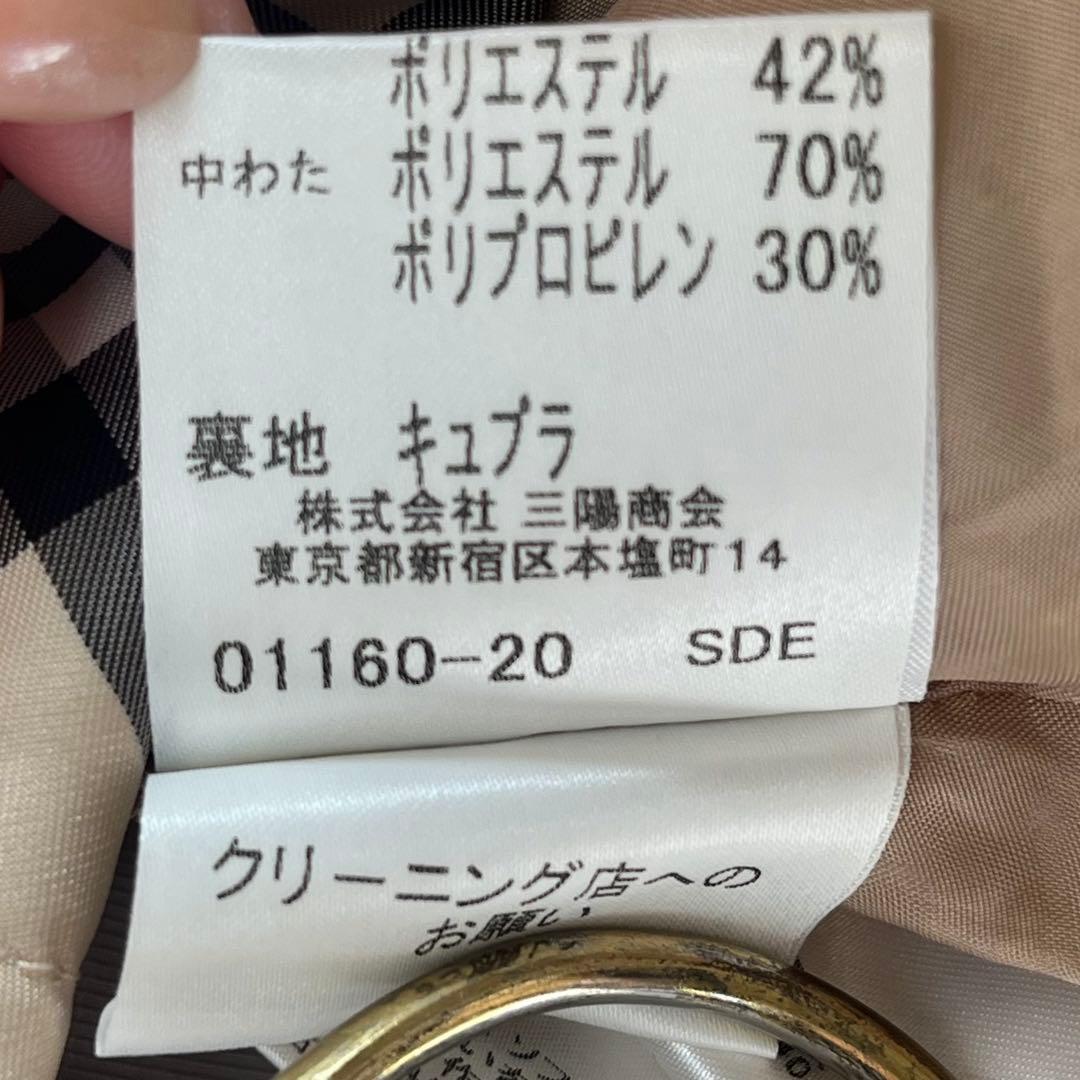 ポリエステル 42%
中わた ポリエステル 70%
ポリプロピレン 30%
裏地 キュプラ
株式会社 三陽商会
東京都新宿区本塩町14
01160-20 SDE
クリーニング店への
お願い